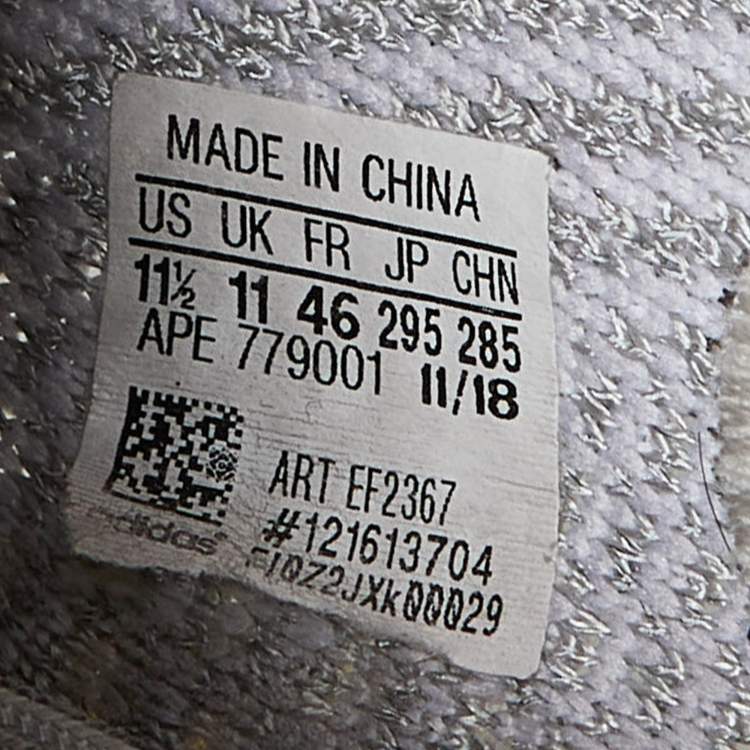 MADE IN CHINA
US UK FR JP CHN
11½ 11 46 295 285
APE 779001 11/18
ART EF2367
#121613704
adidas